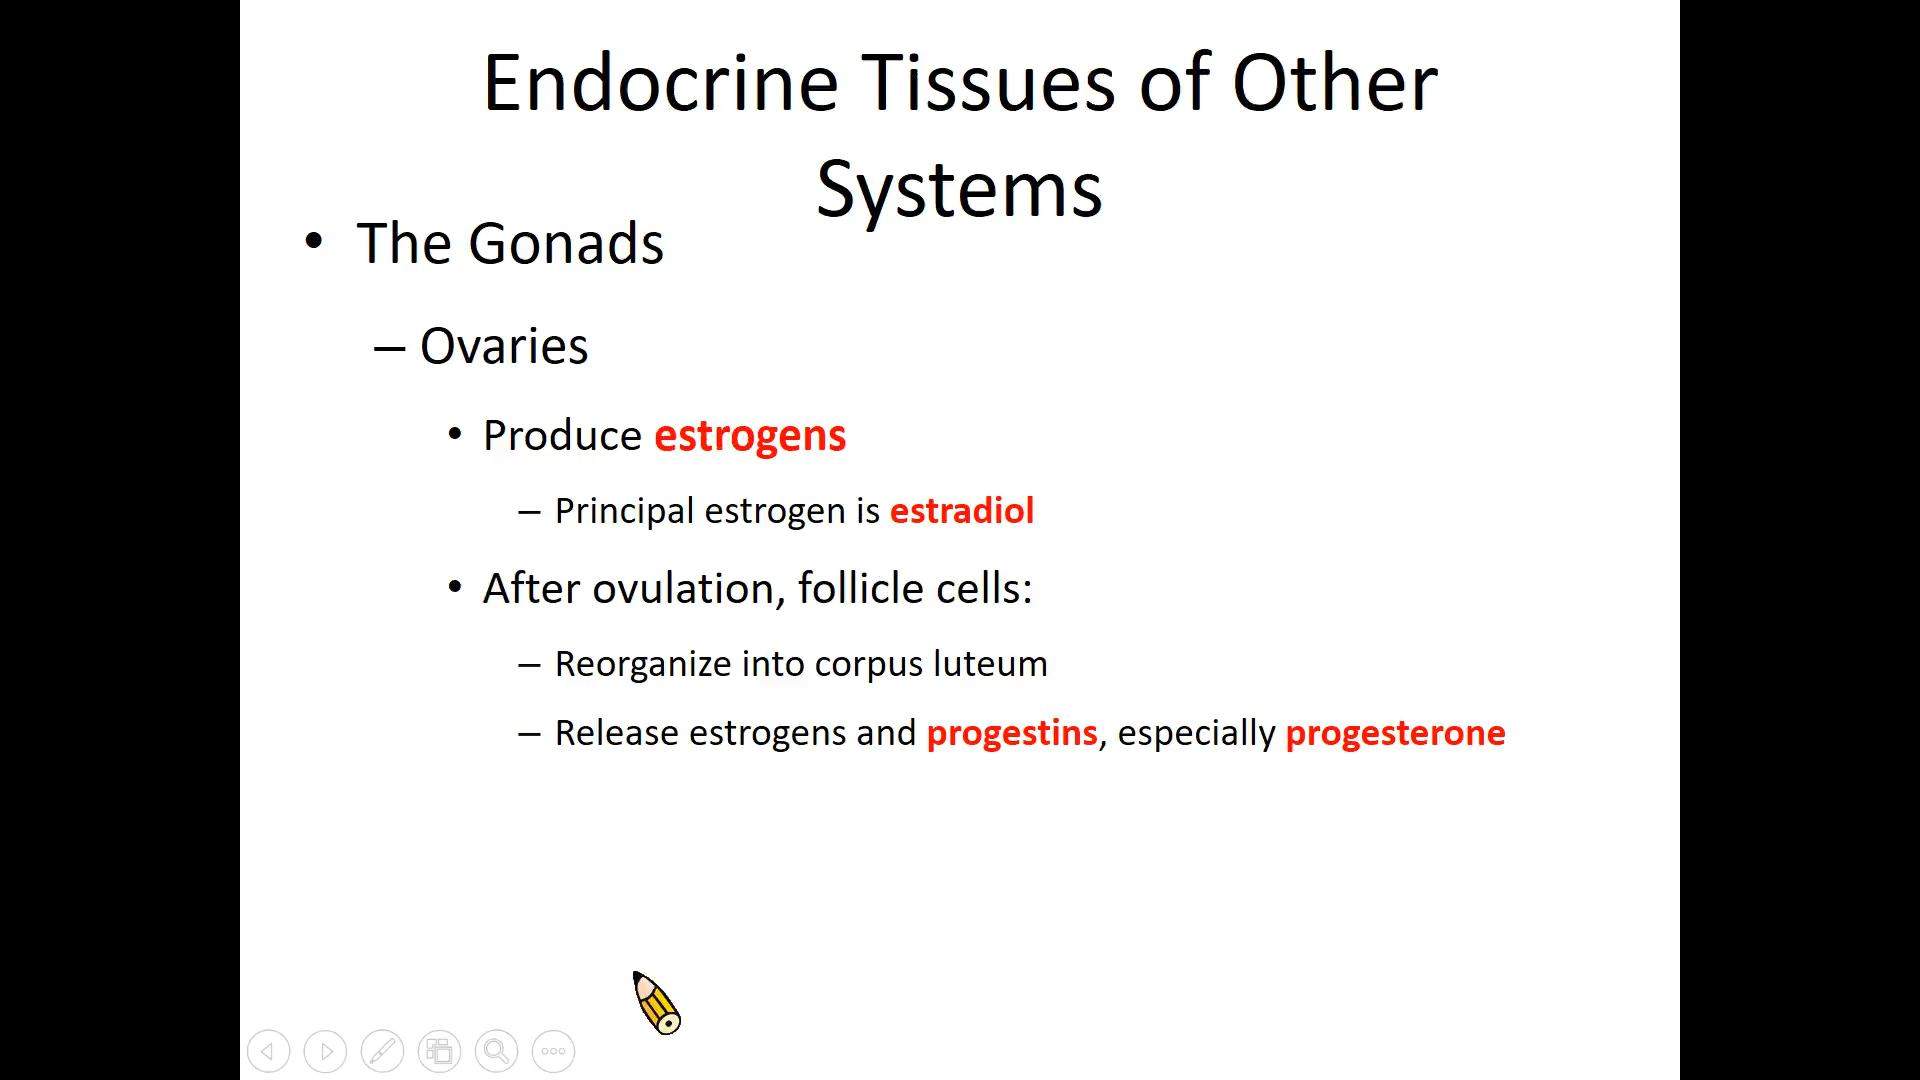 Endocrine Tissues of Other
Systems
• The Gonads
– Ovaries
• Produce estrogens
– Principal estrogen is estradiol
• After ovulation, follicle cells:
– Reorganize into corpus luteum
– Release estrogens and progestins, especially progesterone